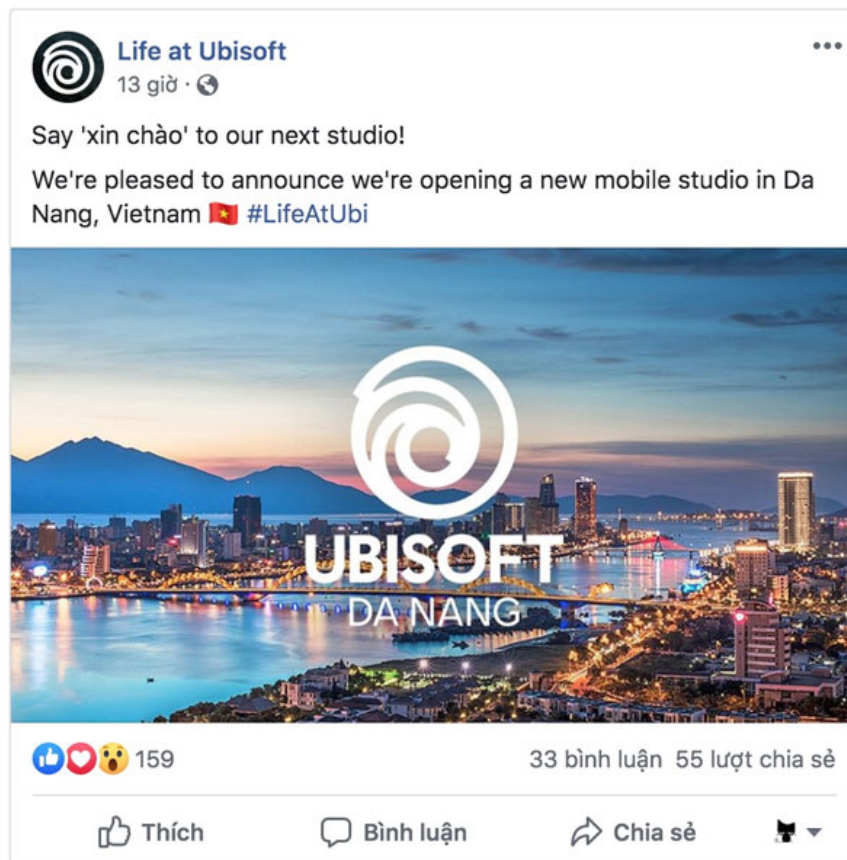 Life at Ubisoft
13 giờ ·
Say 'xin chào' to our next studio!
We're pleased to announce we're opening a new mobile studio in Da
Nang, Vietnam 🇻🇳 #LifeAtUbi
UBISOFT
DA NANG
159
33 bình luận 55 lượt chia sẻ
Thích
Bình luận
Chia sẻ